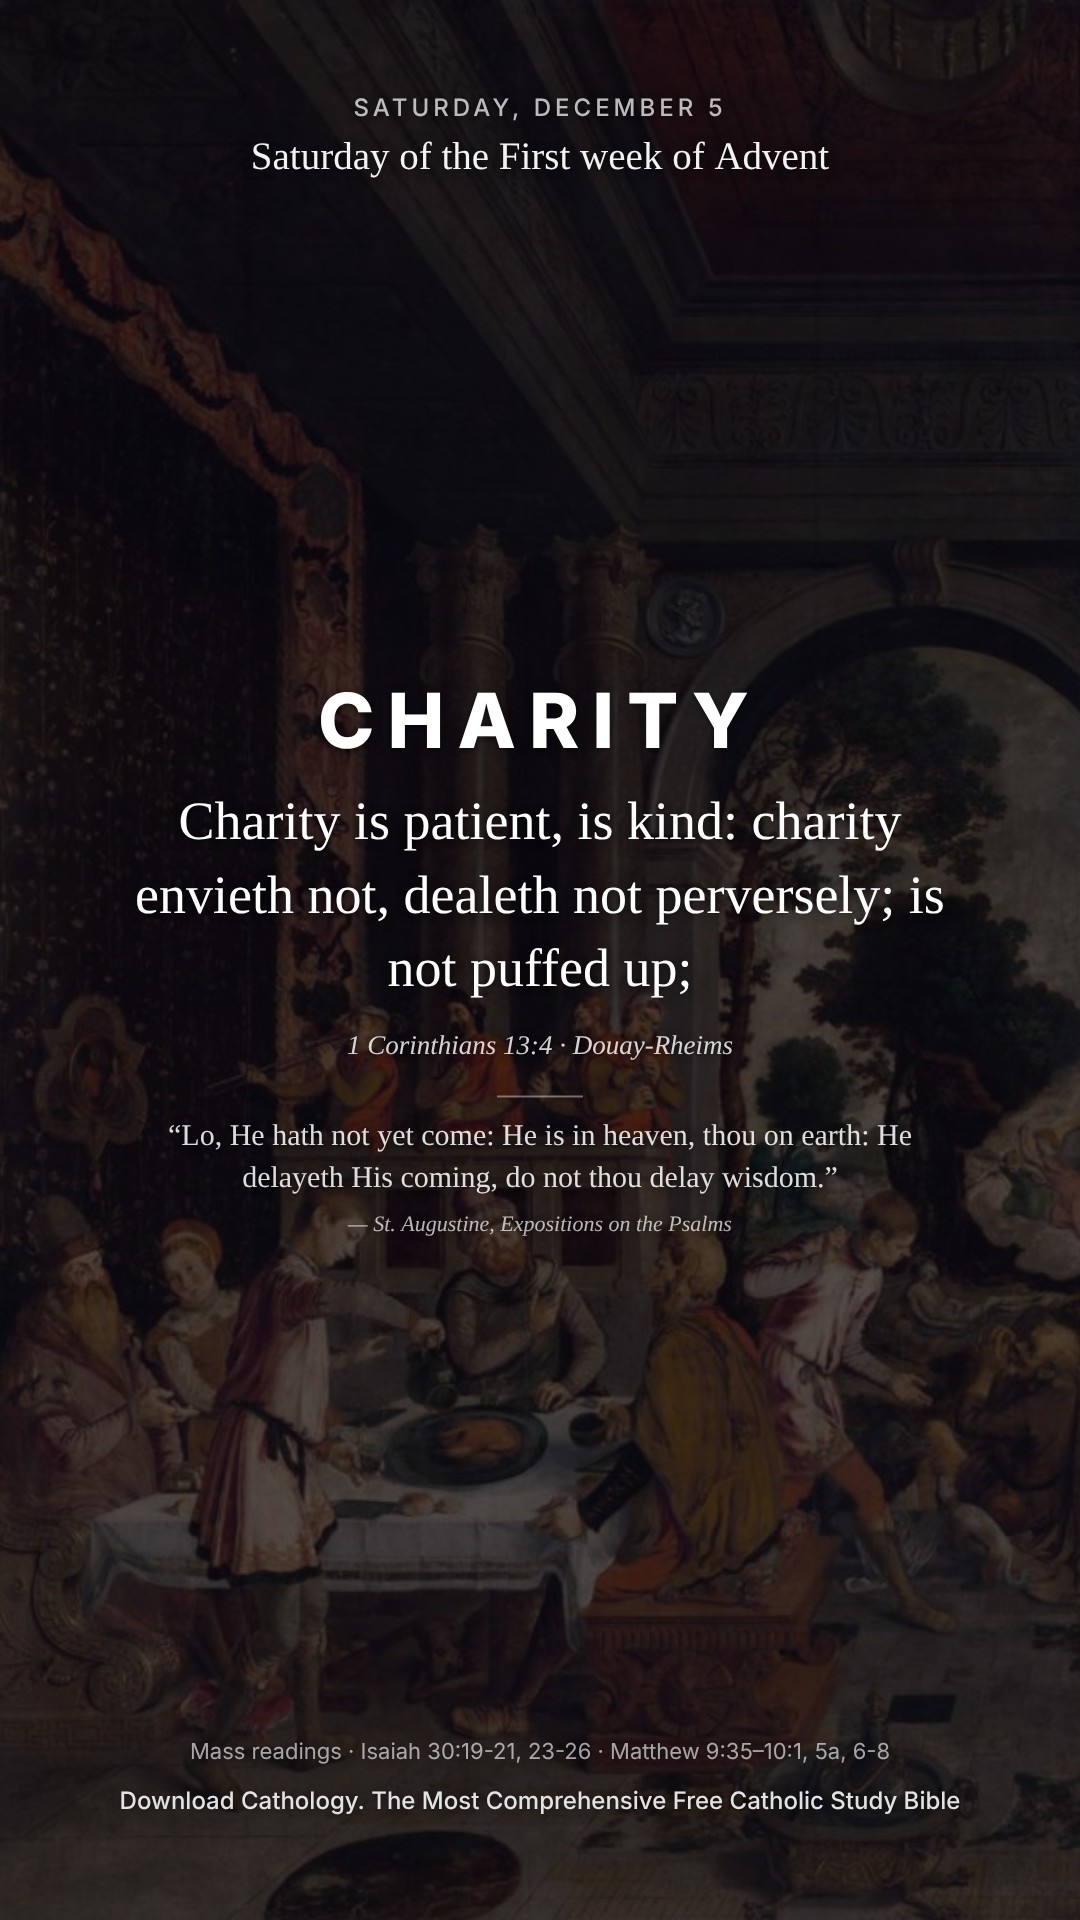 SATURDAY, DECEMBER 5
Saturday of the First week of Advent
CHARITY
Charity is patient, is kind: charity
envieth not, dealeth not perversely; is
not puffed up;
1 Corinthians 13:4 · Douay-Rheims
“Lo, He hath not yet come: He is in heaven, thou on earth: He
delayeth His coming, do not thou delay wisdom.”
— St. Augustine, Expositions on the Psalms
Mass readings · Isaiah 30:19-21, 23-26 · Matthew 9:35–10:1, 5a, 6-8
Download Cathology. The Most Comprehensive Free Catholic Study Bible